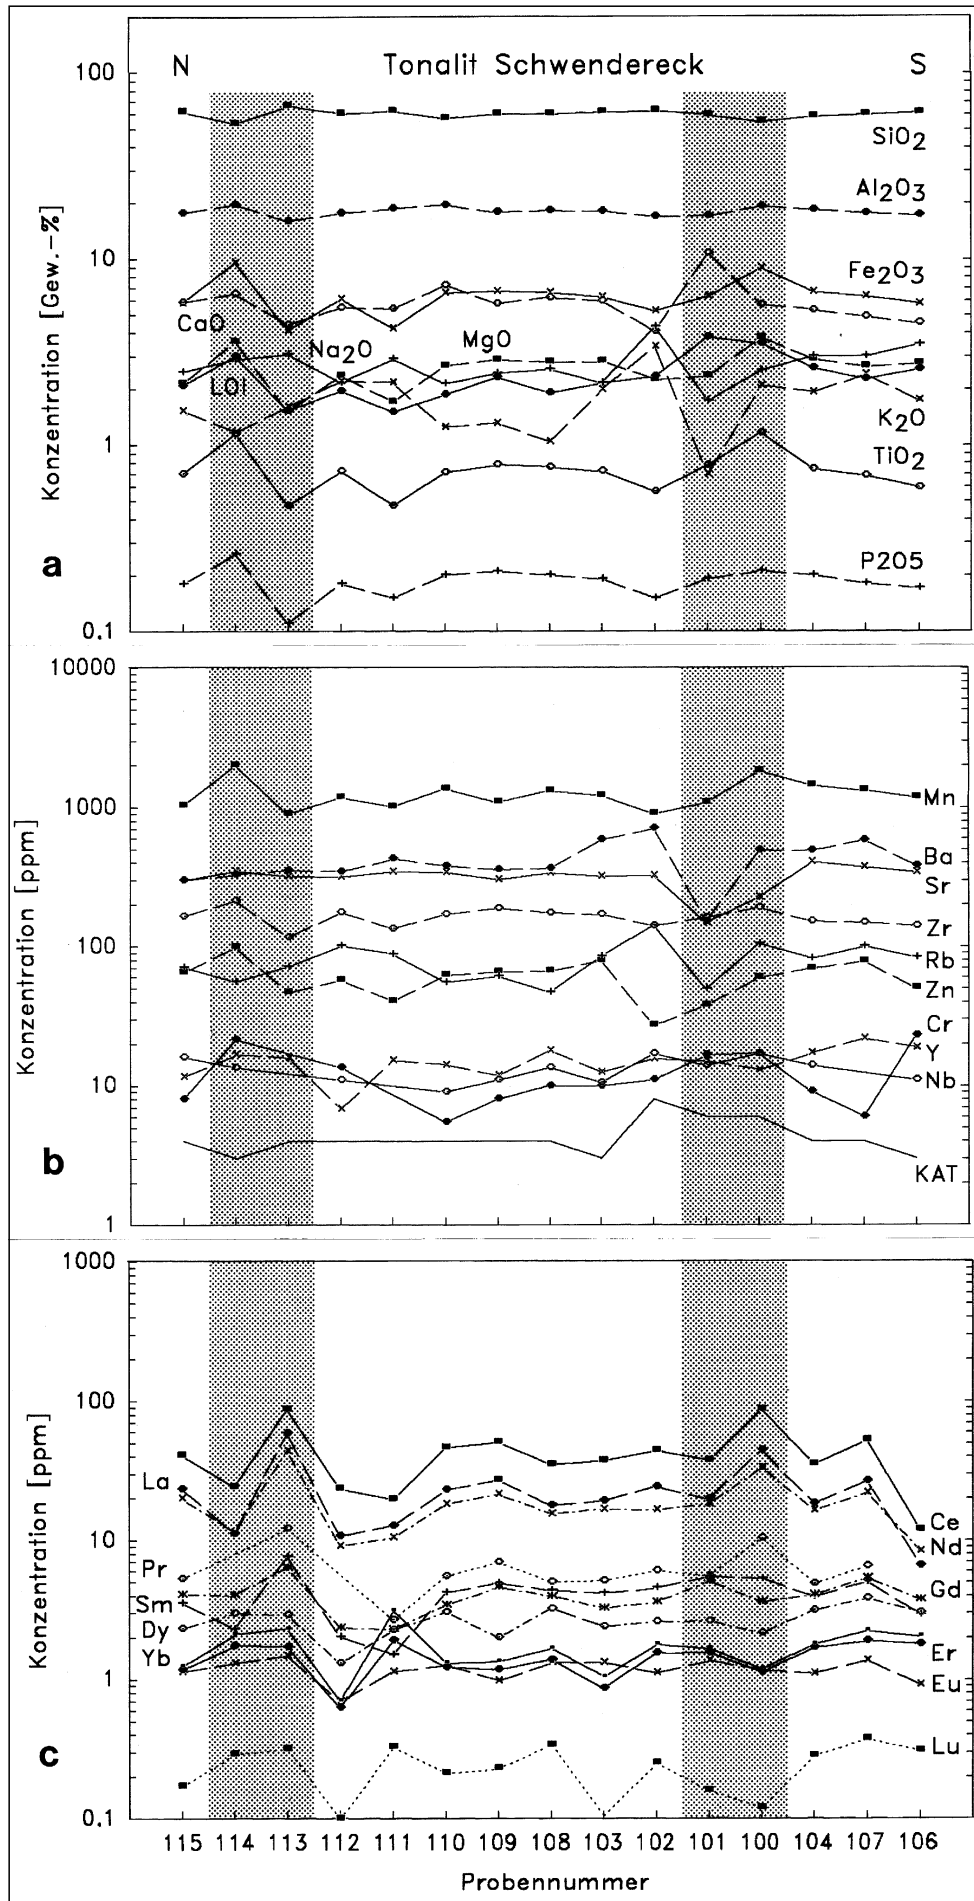 N Tonalit Schwendereck S
100
SiO2
Al2O3
10
Fe2O3
CaO
Na2O MgO
LOI
K2O
1
TiO2
P2O5
0.1
Konzentration [Gew.-%]
a
10000
Mn
1000
Ba
Sr
Zr
100
Rb
Zn
Cr
Y
10
Nb
KAT
1
Konzentration [ppm]
b
1000
100
La
Ce
10
Nd
Pr
Gd
Sm
Dy
Yb
Er
1
Eu
Lu
0.1
Konzentration [ppm]
c
115 114 113 112 111 110 109 108 103 102 101 100 104 107 106
Probennummer